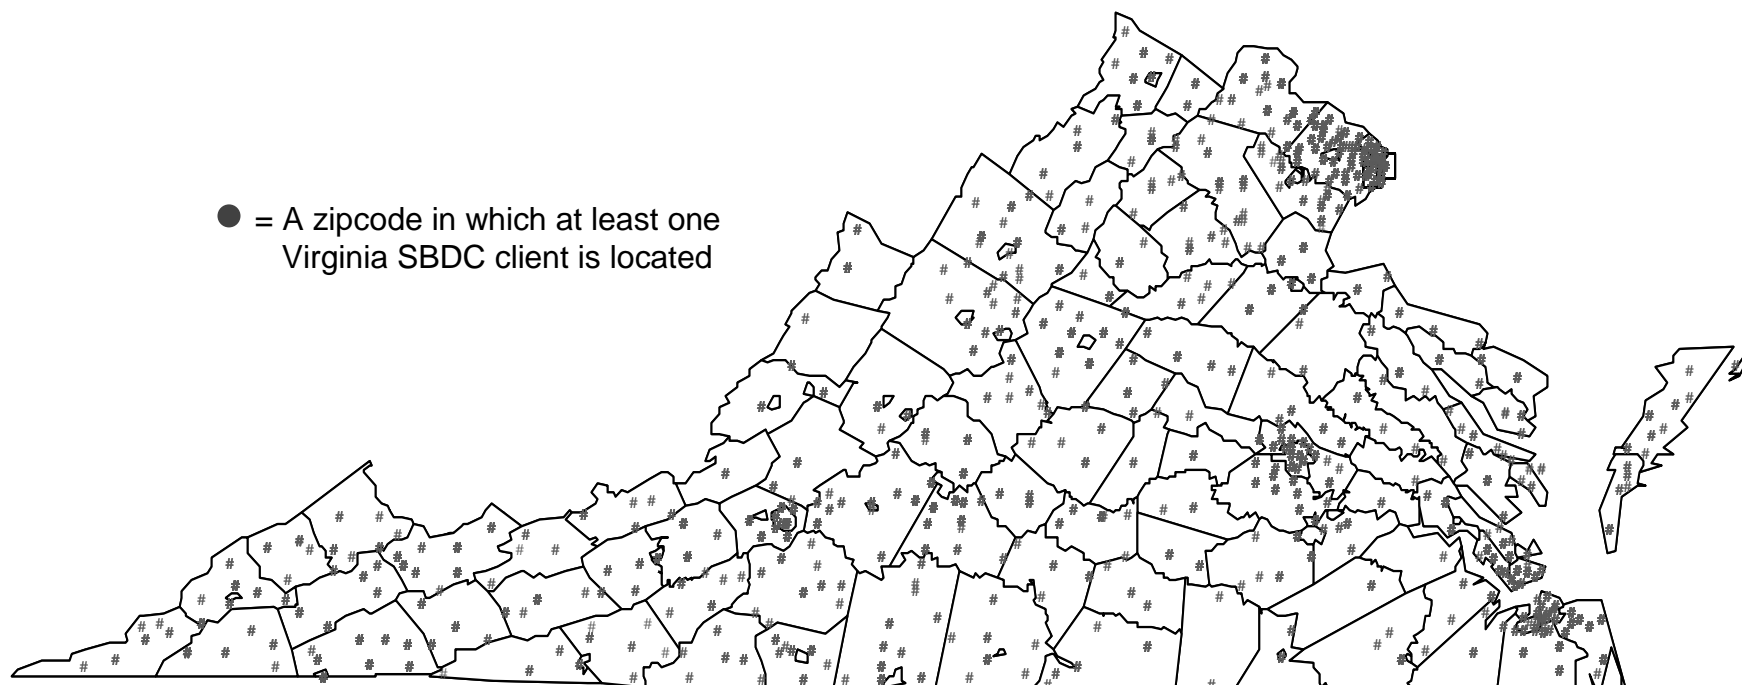 = A zipcode in which at least one
Virginia SBDC client is located